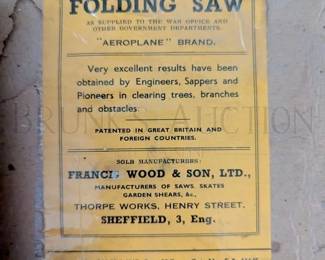 FOLDING SAW
AS SUPPLIED TO THE WAR OFFICE AND
OTHER GOVERNMENT DEPARTMENTS.
"AEROPLANE" BRAND.
Very excellent results have been
obtained by Engineers, Sappers and
Pioneers in clearing trees, branches
and obstacles.
BRUNK AUCTION
PATENTED IN GREAT BRITAIN AND
FOREIGN COUNTRIES.
SOLE MANUFACTURERS:
FRANCIS WOOD & SON, LTD.,
MANUFACTURERS OF SAWS, SKATES
GARDEN SHEARS, &c.,
THORPE WORKS, HENRY STREET.
SHEFFIELD, 3, Eng.